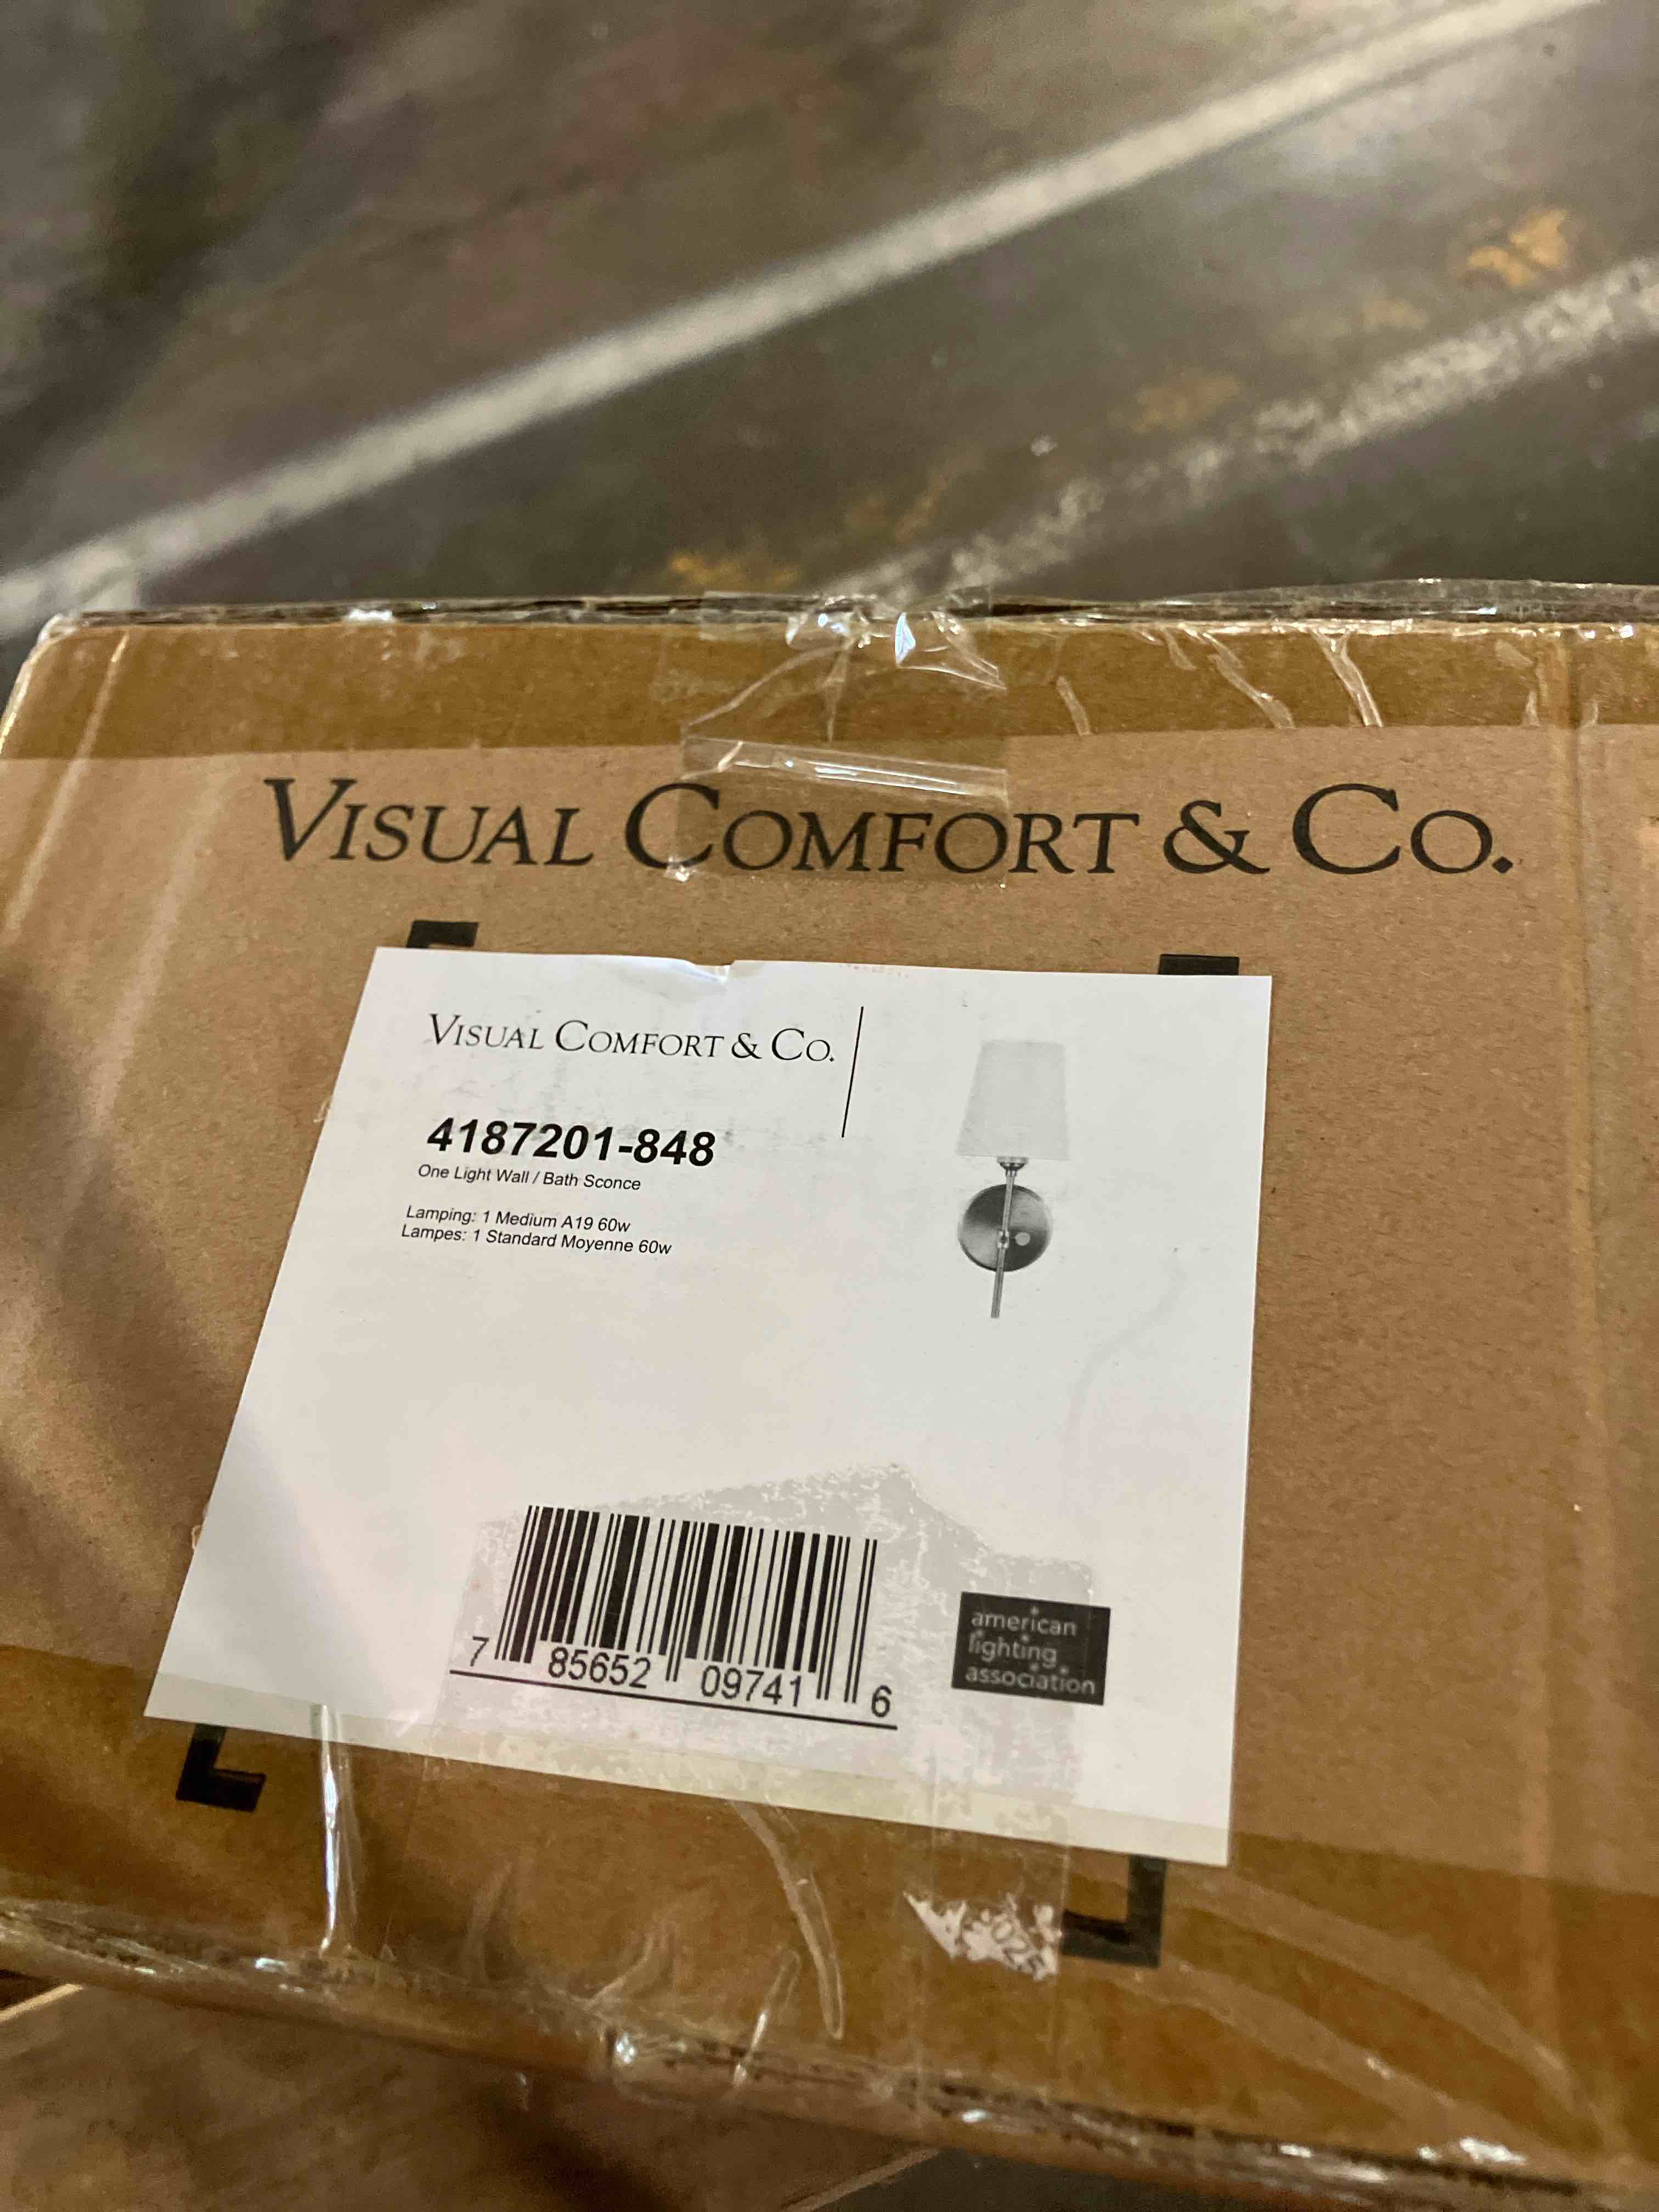 VISUAL COMFORT & CO.
VISUAL COMFORT & CO.
4187201-848
One Light Wall / Bath Sconce
Lamping: 1 Medium A19 60w
Lampes: 1 Standard Moyenne 60w
7 85652 09741 6
american
lighting
association